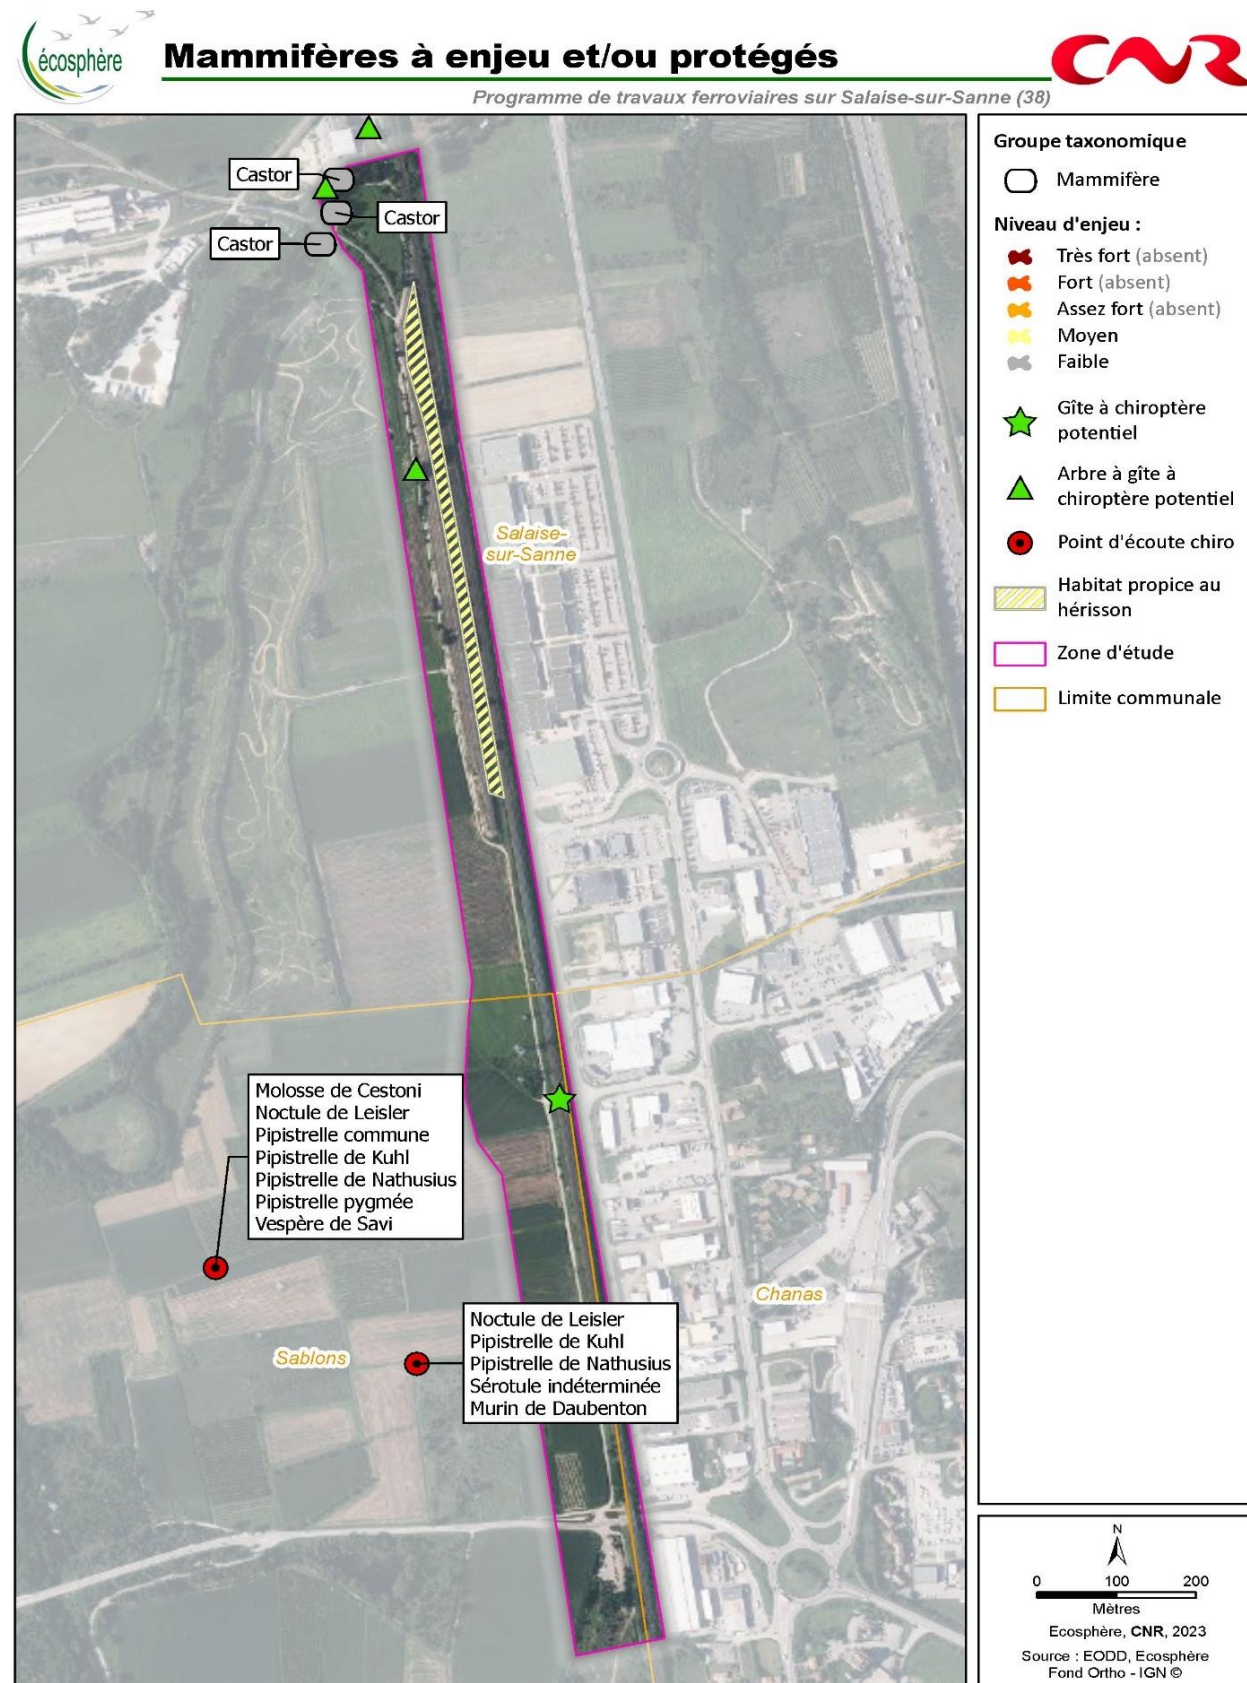 écosphère
Mammifères à enjeu et/ou protégés
CNR
Programme de travaux ferroviaires sur Salaise-sur-Sanne (38)
Castor
Castor
Castor
Salaise-
sur-Sanne
Molosse de Cestoni
Noctule de Leisler
Pipistrelle commune
Pipistrelle de Kuhl
Pipistrelle de Nathusius
Pipistrelle pygmée
Vespère de Savi
Chanas
Sablons
Noctule de Leisler
Pipistrelle de Kuhl
Pipistrelle de Nathusius
Sérotule indéterminée
Murin de Daubenton
Groupe taxonomique
Mammifère
Niveau d'enjeu :
Très fort (absent)
Fort (absent)
Assez fort (absent)
Moyen
Faible
Gîte à chiroptère
potentiel
Arbre à gîte à
chiroptère potentiel
Point d'écoute chiro
Habitat propice au
hérisson
Zone d'étude
Limite communale
N
0 100 200
Mètres
Ecosphère, CNR, 2023
Source : EODD, Ecosphère
Fond Ortho - IGN ©